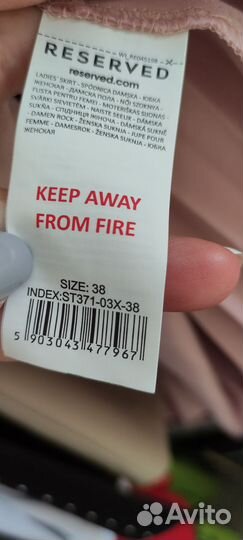 RESERVED
reserved.com
LADIES' SKIRT - SPÓDNICA DAMSKA - ЮБКА
ЖЕНСКАЯ - ДАМСКА ПОЛА - NŐI SZOKNYA -
FUSTA PENTRU FEMEI - MOTERIŠKAS SIJONAS -
SVĀRKI SIEVIETĒM - NAISTE SEELIK - DÁMSKA
SUKŇA - СПІДНИЦЯ ЖІНОЧА - DÁMSKÁ SUKNĚ
- DAMEN ROCK - ŽENSKA SUKNJA - JUPE POUR
FEMME - DAMESROK - ŽENSKA SUKNJA - ЮБКА
ЖЕНСКАЯ
KEEP AWAY
FROM FIRE
SIZE: 38
INDEX:ST371-03X-38
5 903043 477967
Avito